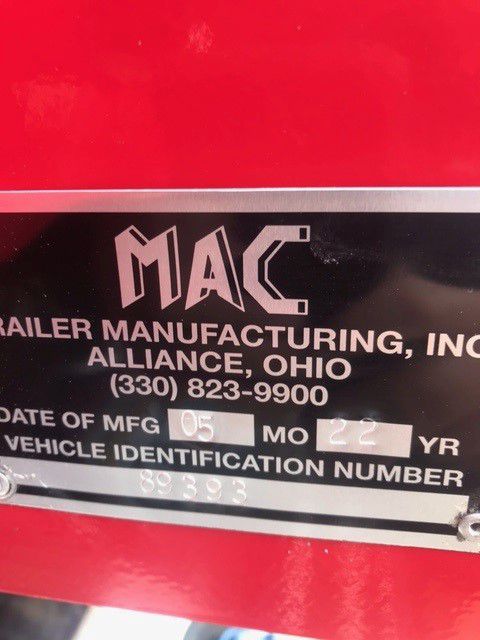 MAC
RAILER MANUFACTURING, INC
ALLIANCE, OHIO
(330) 823-9900
DATE OF MFG 05 MO 22 YR
VEHICLE IDENTIFICATION NUMBER
89393